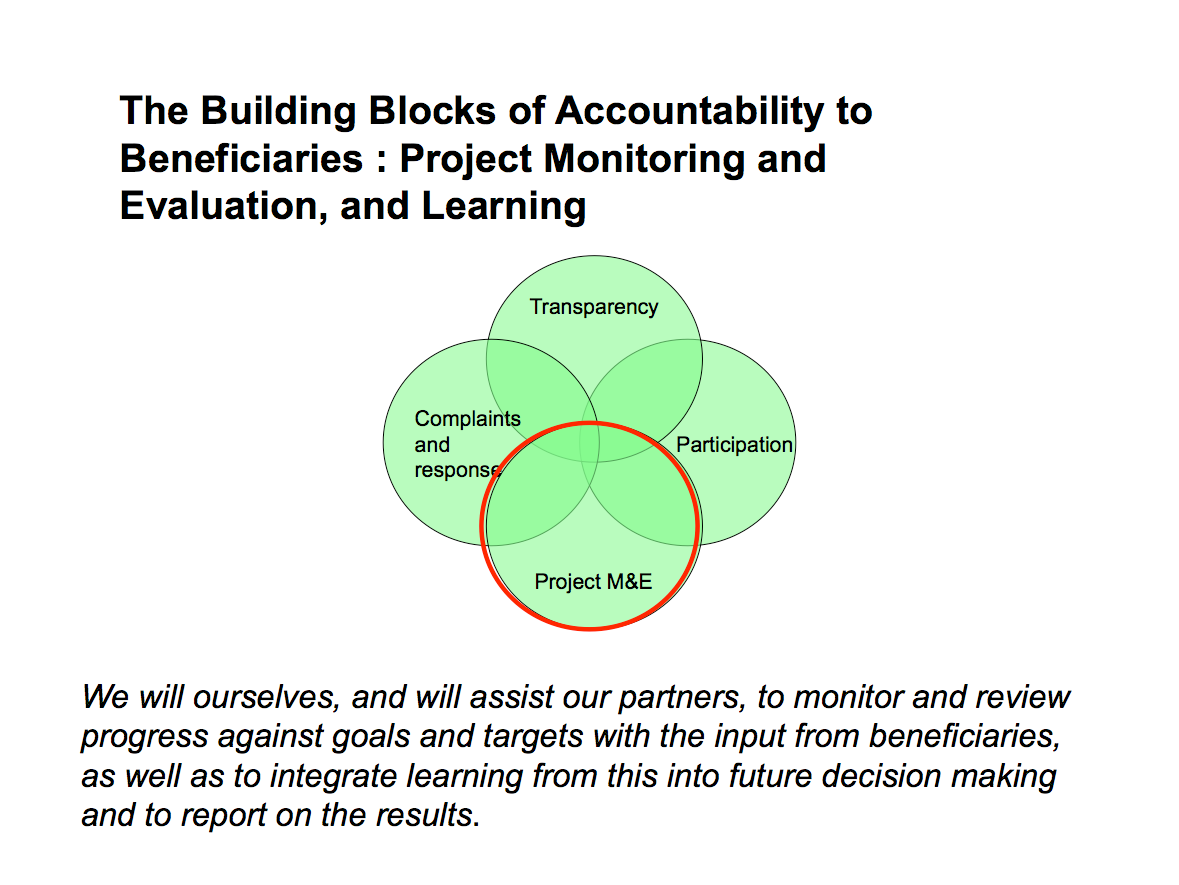 The Building Blocks of Accountability to
Beneficiaries : Project Monitoring and
Evaluation, and Learning
Transparency
Complaints
and
response
Participation
Project M&E
We will ourselves, and will assist our partners, to monitor and review
progress against goals and targets with the input from beneficiaries,
as well as to integrate learning from this into future decision making
and to report on the results.